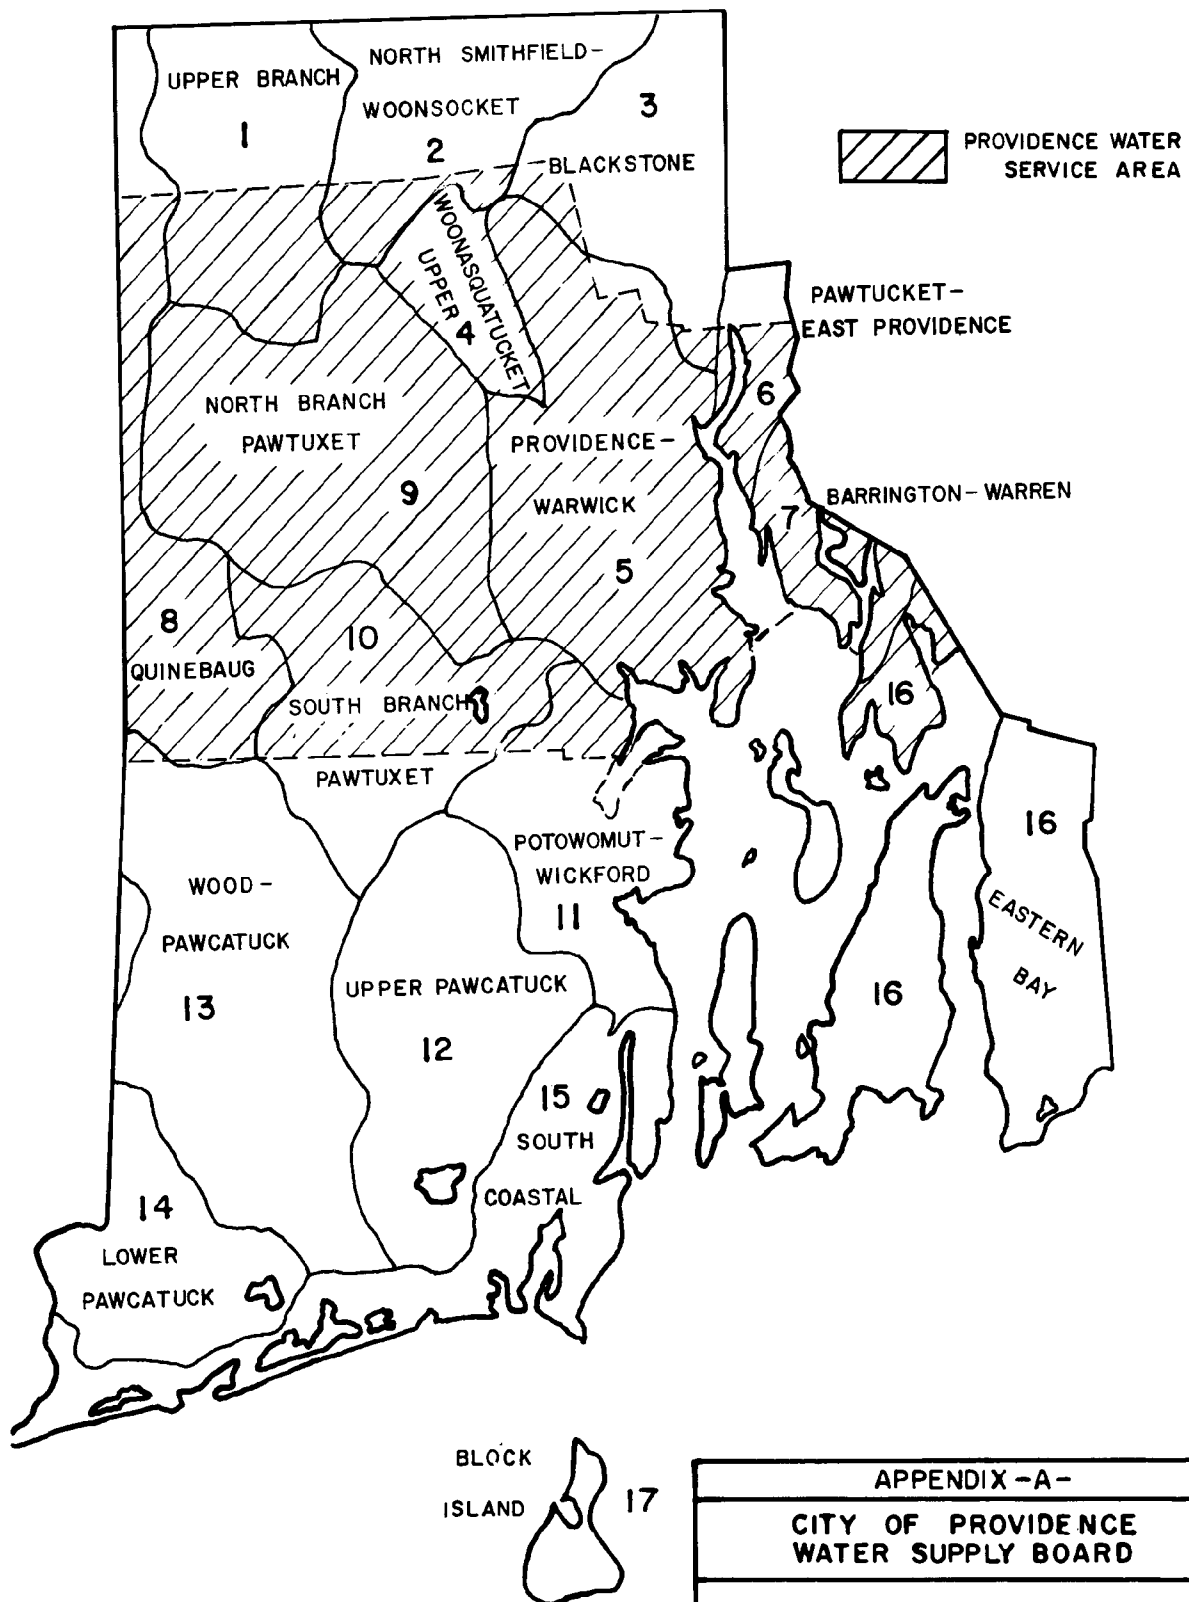 UPPER BRANCH
1
NORTH SMITHFIELD-
WOONSOCKET
2
3
BLACKSTONE
PROVIDENCE WATER
SERVICE AREA
WOONASQUATUCKET
UPPER 4
PAWTUCKET-
EAST PROVIDENCE
6
NORTH BRANCH
PAWTUXET
9
PROVIDENCE-
WARWICK
5
BARRINGTON-WARREN
7
8
QUINEBAUG
10
SOUTH BRANCH
PAWTUXET
16
POTOWOMUT-
WICKFORD
11
16
EASTERN
BAY
WOOD-
PAWCATUCK
13
UPPER PAWCATUCK
12
16
15
SOUTH
COASTAL
14
LOWER
PAWCATUCK
BLOCK
ISLAND
17
APPENDIX-A-
CITY OF PROVIDENCE
WATER SUPPLY BOARD